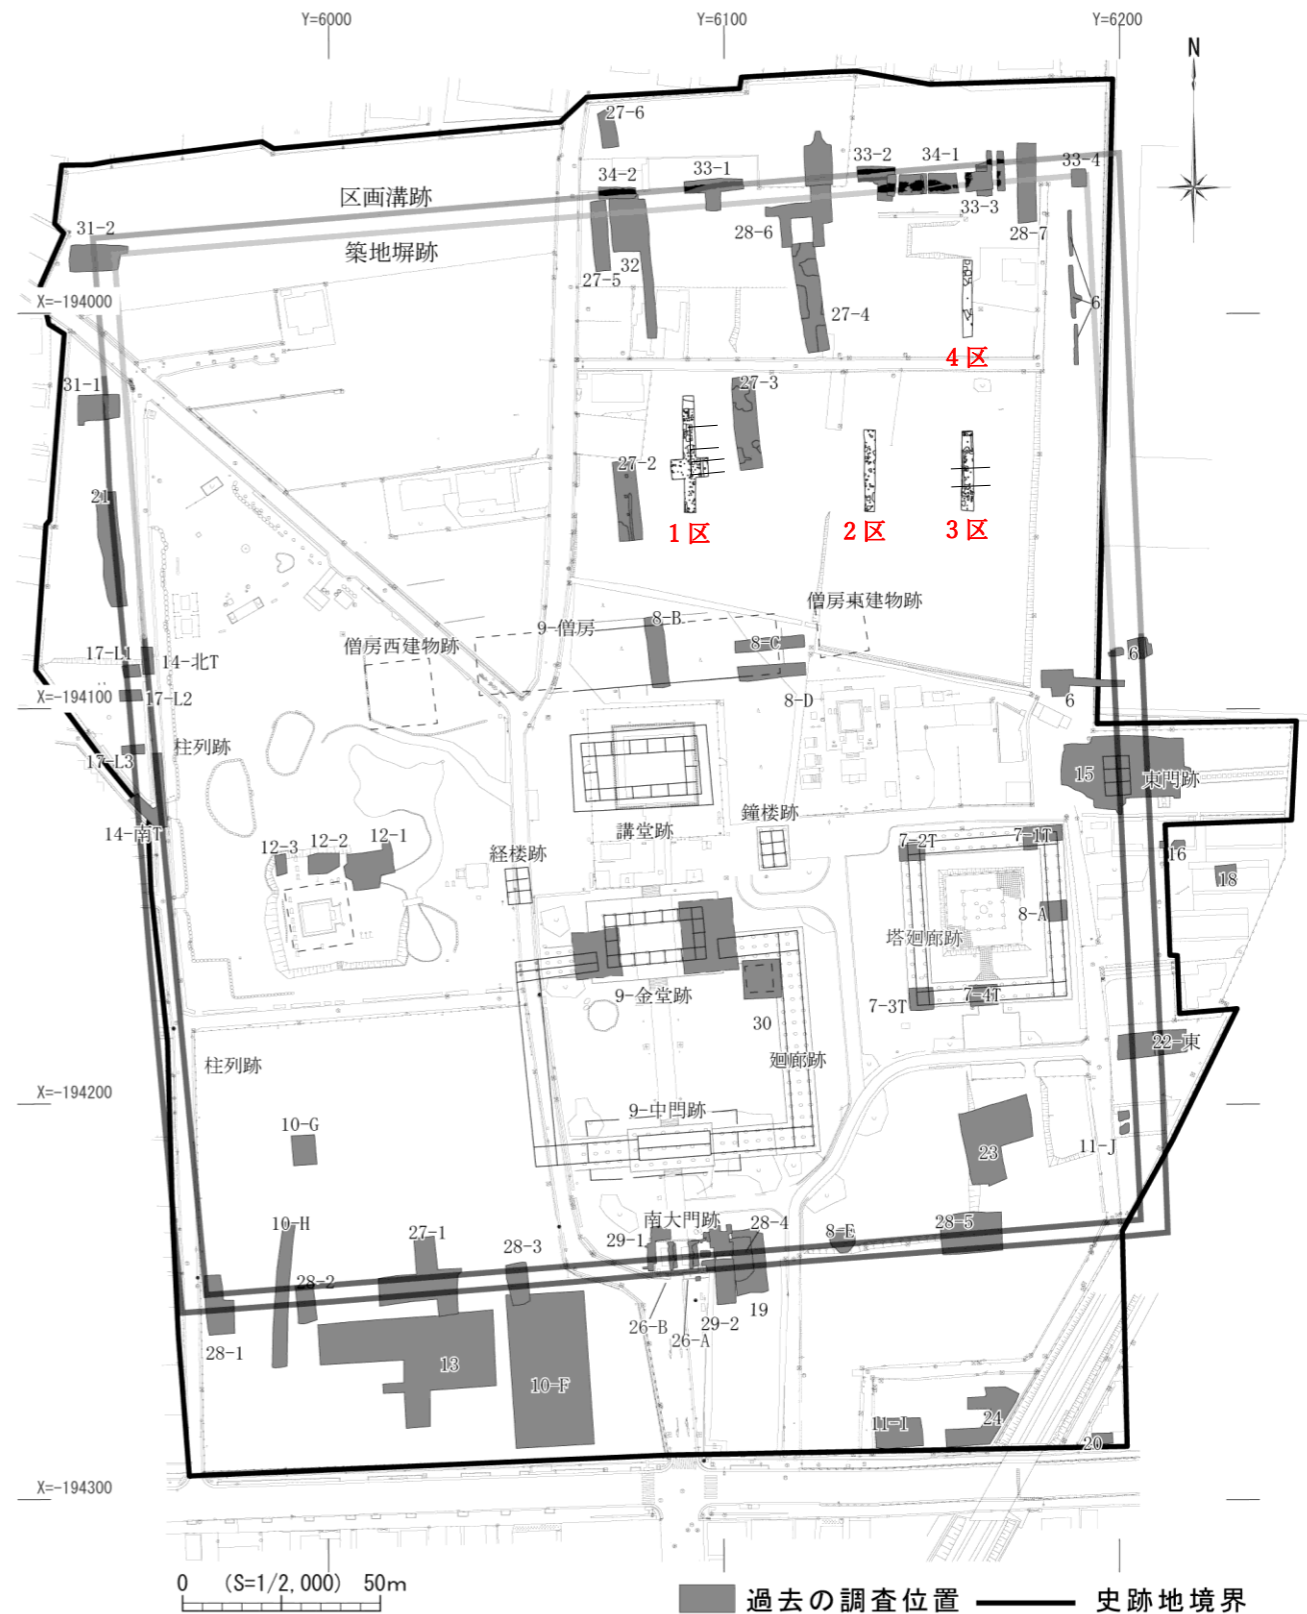 Y=6000
Y=6100
Y=6200
N
27-6
34-2
33-1
33-2
34-1
33-4
区画溝跡
33-3
31-2
28-6
28-7
築地塀跡
32
27-5
X=-194000
27-4
6
4区
31-1
27-3
27-2
21
1区
2区
3区
僧房東建物跡
9-僧房
8-B
8-C
僧房西建物跡
17-L1
14-北T
6
X=-194100
17-L2
8-D
6
柱列跡
17-L3
15
東門跡
鐘楼跡
講堂跡
14-南T
12-3
12-2
12-1
経楼跡
7-2T
7-1T
16
18
8-A
塔廻廊跡
9-金堂跡
7-3T
7-4T
30
22-東
柱列跡
廻廊跡
X=-194200
9-中門跡
10-G
23
11-J
南大門跡
10-H
27-1
28-3
29-1
28-4
8-E
28-5
28-2
19
26-B
26-A
29-2
28-1
13
10-F
11-I
24
20
X=-194300
0 (S=1/2,000) 50m
過去の調査位置
史跡地境界